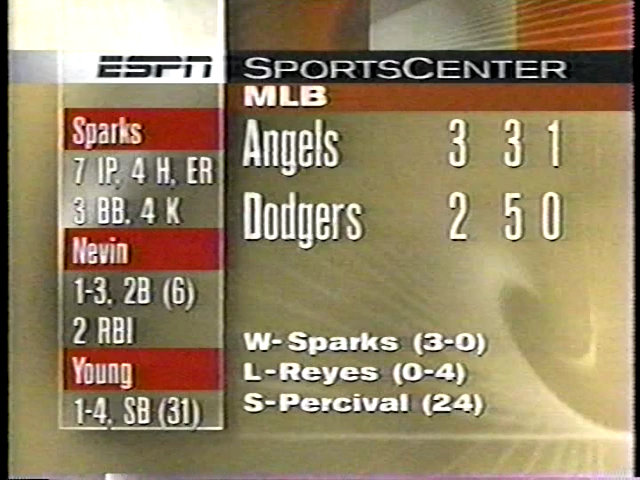 ESPN SPORTSCENTER
MLB
Sparks
7 IP, 4 H, ER
3 BB, 4 K
Nevin
1-3, 2B (6)
2 RBI
Young
1-4, SB (31)
Angels 3 3 1
Dodgers 2 5 0
W-Sparks (3-0)
L-Reyes (0-4)
S-Percival (24)